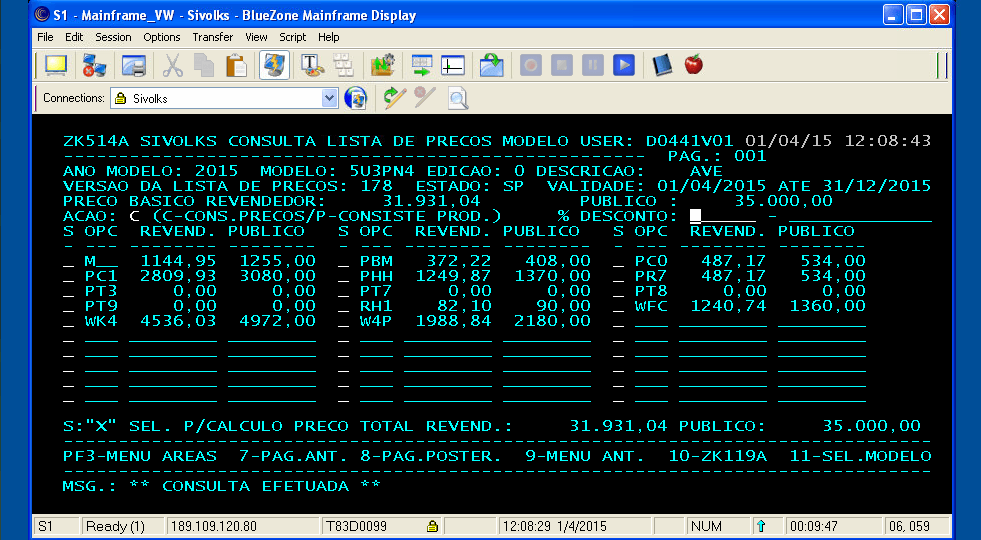 S1 - Mainframe_VW - Sivolks - BlueZone Mainframe Display
File Edit Session Options Transfer View Script Help
Connections: Sivolks
ZK514A SIVOLKS CONSULTA LISTA DE PRECOS MODELO USER: D0441V01 01/04/15 12:08:43
PAG.: 001
ANO MODELO: 2015 MODELO: 5U3PN4 EDICAO: 0 DESCRICAO: AVE
VERSAO DA LISTA DE PRECOS: 178 ESTADO: SP VALIDADE: 01/04/2015 ATE 31/12/2015
PRECO BASICO REVENDEDOR: 31.931,04 PUBLICO : 35.000,00
ACAO: C (C-CONS.PRECOS/P-CONSISTE PROD.) % DESCONTO: _______ - _____________
S OPC REVEND. PUBLICO S OPC REVEND. PUBLICO S OPC REVEND. PUBLICO
- --- -------- -------- - --- -------- -------- - --- -------- --------
_ M__ 1144,95 1255,00 _ PBM 372,22 408,00 _ PC0 487,17 534,00
_ PC1 2809,93 3080,00 _ PHH 1249,87 1370,00 _ PR7 487,17 534,00
_ PT3 0,00 0,00 _ PT7 0,00 0,00 _ PT8 0,00 0,00
_ PT9 0,00 0,00 _ RH1 82,10 90,00 _ WFC 1240,74 1360,00
_ WK4 4536,03 4972,00 _ W4P 1988,84 2180,00 _ ___ ________ ________
S:"X" SEL. P/CALCULO PRECO TOTAL REVEND.: 31.931,04 PUBLICO: 35.000,00
PF3-MENU AREAS 7-PAG.ANT. 8-PAG.POSTER. 9-MENU ANT. 10-ZK119A 11-SEL.MODELO
MSG.: ** CONSULTA EFETUADA **
S1 Ready (1) 189.109.120.80 T83D0099 12:08:29 1/4/2015 NUM 00:09:47 06, 059